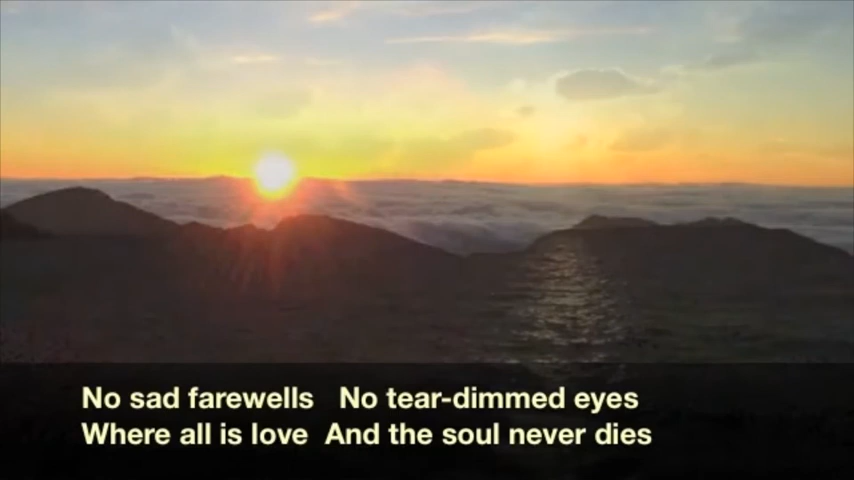 No sad farewells No tear-dimmed eyes
Where all is love And the soul never dies